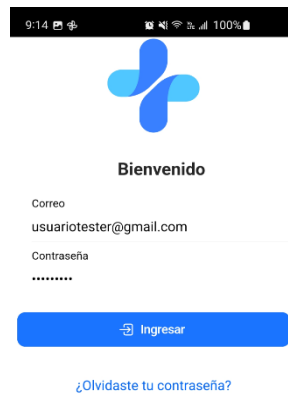 9:14 100%
Bienvenido
Correo
usuariotester@gmail.com
Contraseña
•••••••••
Ingresar
¿Olvidaste tu contraseña?